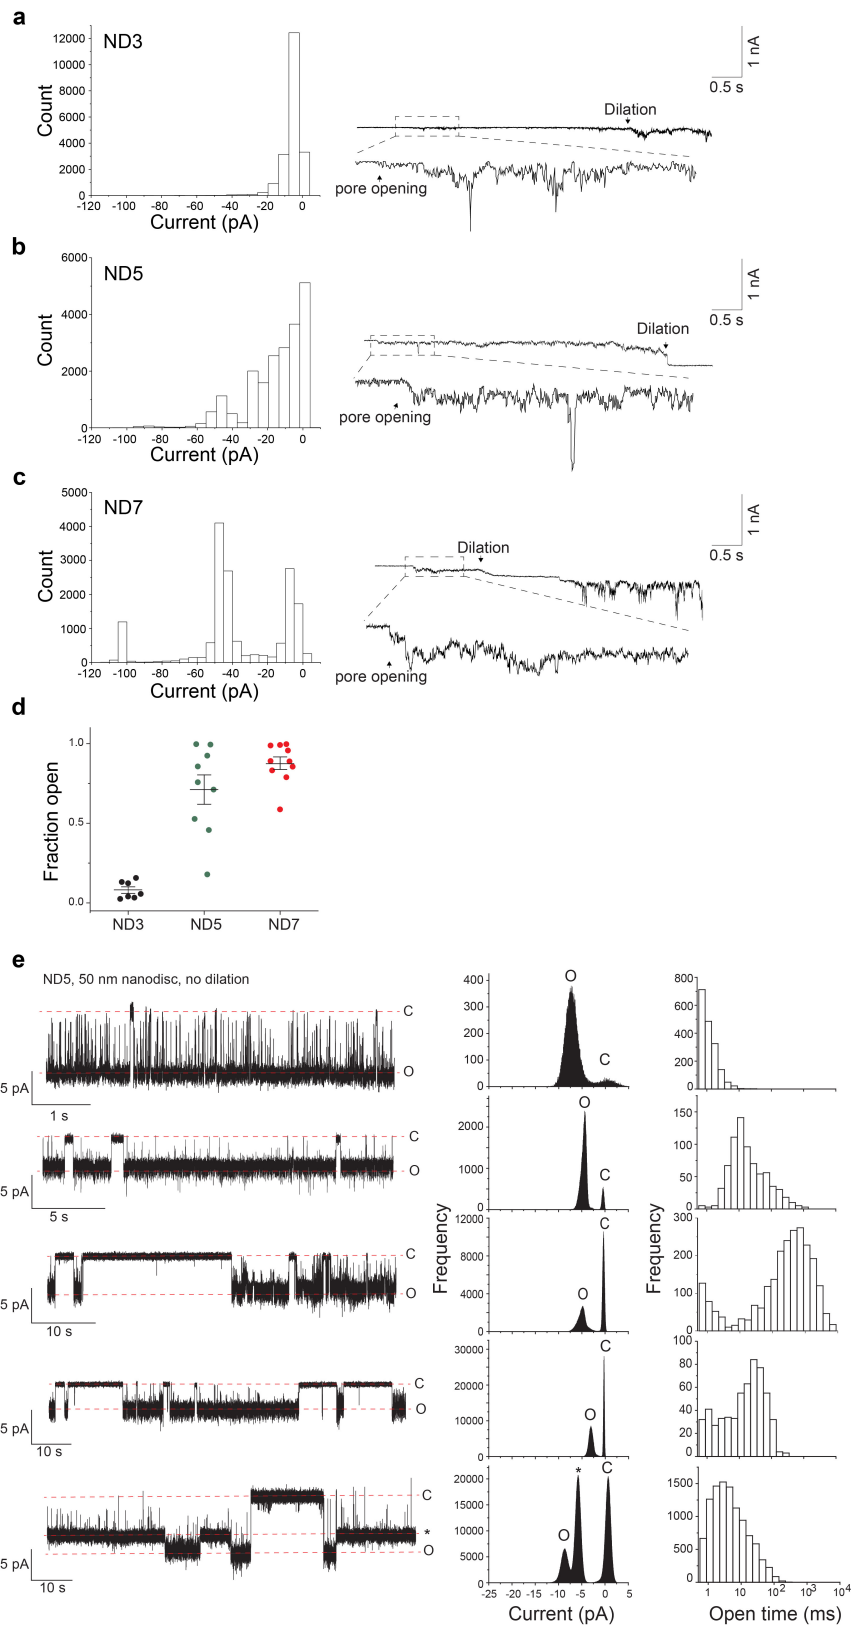 a
ND3
12000
10000
8000
6000
4000
2000
0
Count
-120 -100 -80 -60 -40 -20 0
Current (pA)
1 nA
0.5 s
Dilation
pore opening
b
ND5
6000
4000
2000
0
Count
-120 -100 -80 -60 -40 -20 0
Current (pA)
1 nA
0.5 s
Dilation
pore opening
c
ND7
5000
4000
3000
2000
1000
0
Count
-120 -100 -80 -60 -40 -20 0
Current (pA)
1 nA
0.5 s
Dilation
pore opening
d
1.0
0.5
0.0
Fraction open
ND3 ND5 ND7
e
ND5, 50 nm nanodisc, no dilation
C
O
5 pA
1 s
C
O
5 pA
5 s
C
O
5 pA
10 s
C
O
5 pA
10 s
C
*
O
5 pA
10 s
Frequency
400
300
200
100
0
O
C
2000
1000
0
O
C
12000
8000
4000
0
O
C
30000
20000
10000
0
O
C
20000
15000
10000
5000
0
O
*
C
-25 -20 -15 -10 -5 0 5
Current (pA)
Frequency
800
600
400
200
0
150
100
50
0
300
200
100
0
100
80
60
40
20
0
1500
1000
500
0
1 10 10² 10³ 10⁴
Open time (ms)